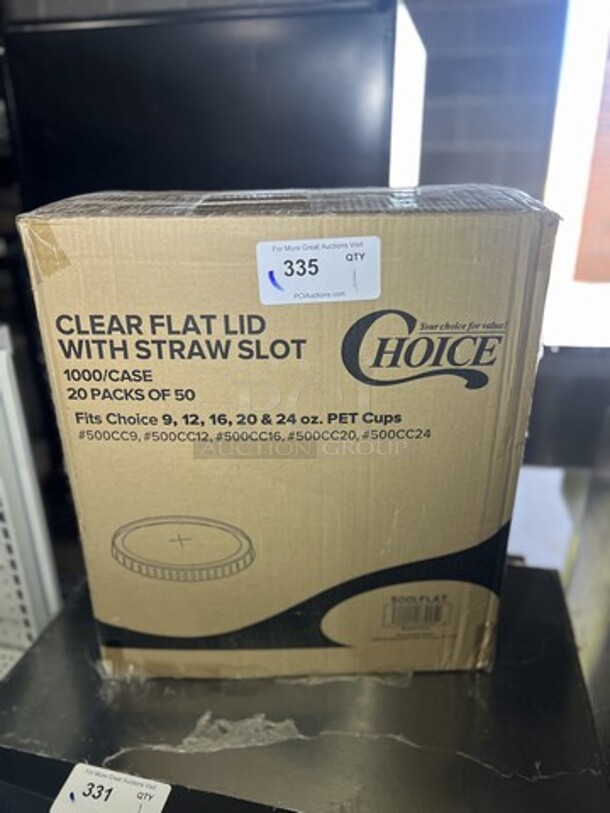 For More Great Auctions Visit
335 QTY
PCIAuctions.com
CLEAR FLAT LID
WITH STRAW SLOT
1000/CASE
20 PACKS OF 50
Your choice for value!
CHOICE
Fits Choice 9, 12, 16, 20 & 24 oz. PET Cups
#500CC9, #500CC12, #500CC16, #500CC20, #500CC24
PCI
AUCTION GROUP
500LFLAT
For More Great Auctions Visit
331 QTY